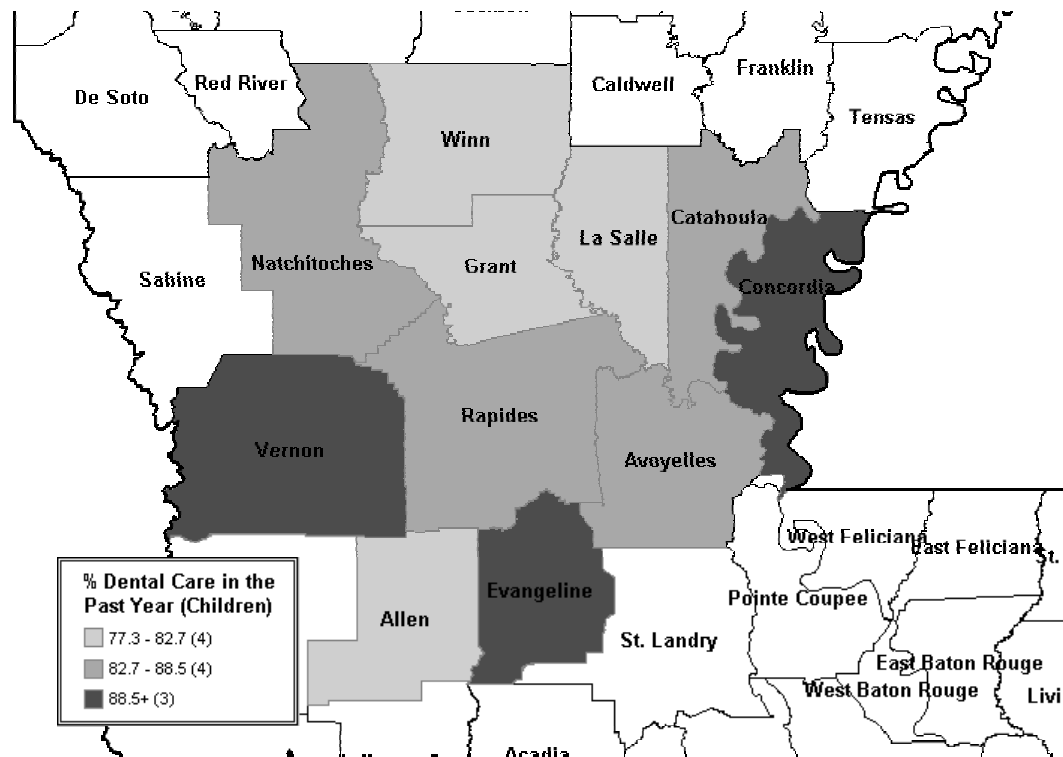 Red River
Caldwell
Franklin
De Soto
Tensas
Winn
Catahoula
La Salle
Natchitoches
Grant
Sabine
Concordia
Rapides
Vernon
Avoyelles
West Feliciana
East Feliciana
St.
% Dental Care in the
Past Year (Children)
77.3 - 82.7 (4)
82.7 - 88.5 (4)
88.5+ (3)
Evangeline
Pointe Coupee
Allen
St. Landry
East Baton Rouge
West Baton Rouge
Livi
Acadia